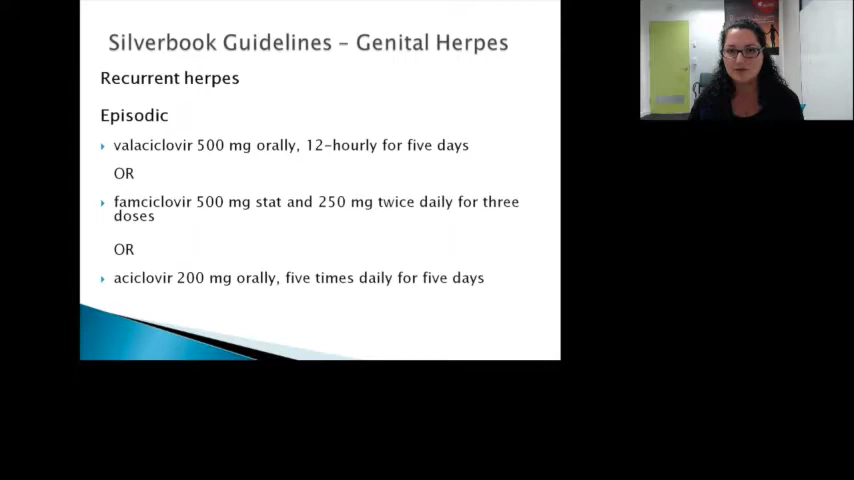 Silverbook Guidelines – Genital Herpes
Recurrent herpes
Episodic
valaciclovir 500 mg orally, 12-hourly for five days
OR
famciclovir 500 mg stat and 250 mg twice daily for three
doses
OR
aciclovir 200 mg orally, five times daily for five days